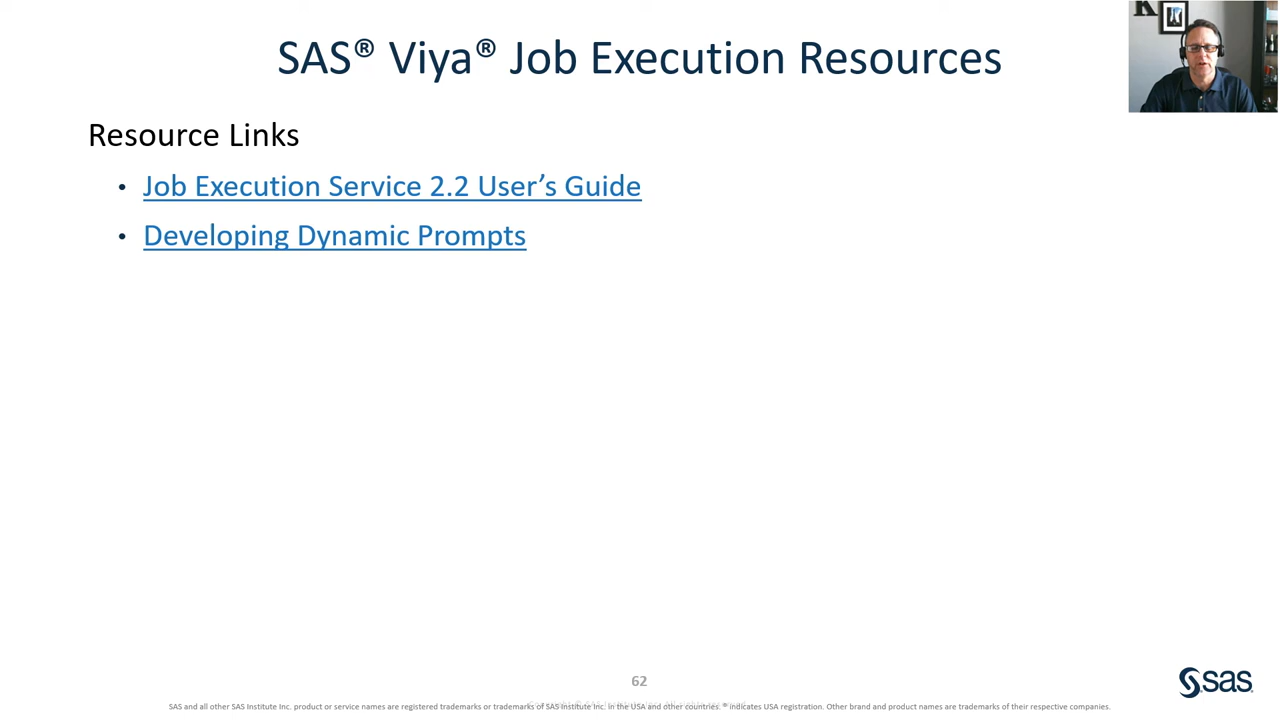 SAS® Viya® Job Execution Resources
Resource Links
• Job Execution Service 2.2 User’s Guide
• Developing Dynamic Prompts
62
sas
SAS and all other SAS Institute Inc. product or service names are registered trademarks or trademarks of SAS Institute Inc. in the USA and other countries. ® indicates USA registration. Other brand and product names are trademarks of their respective companies.